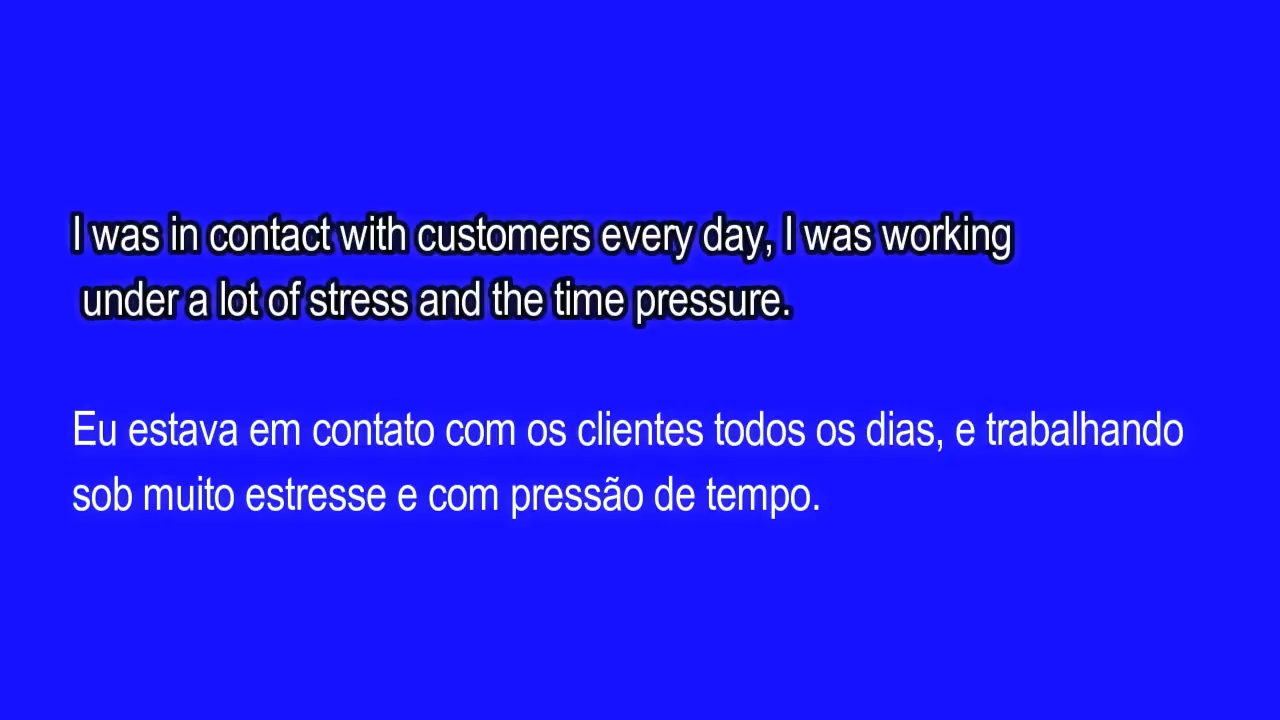 I was in contact with customers every day, I was working
under a lot of stress and the time pressure.
Eu estava em contato com os clientes todos os dias, e trabalhando
sob muito estresse e com pressão de tempo.